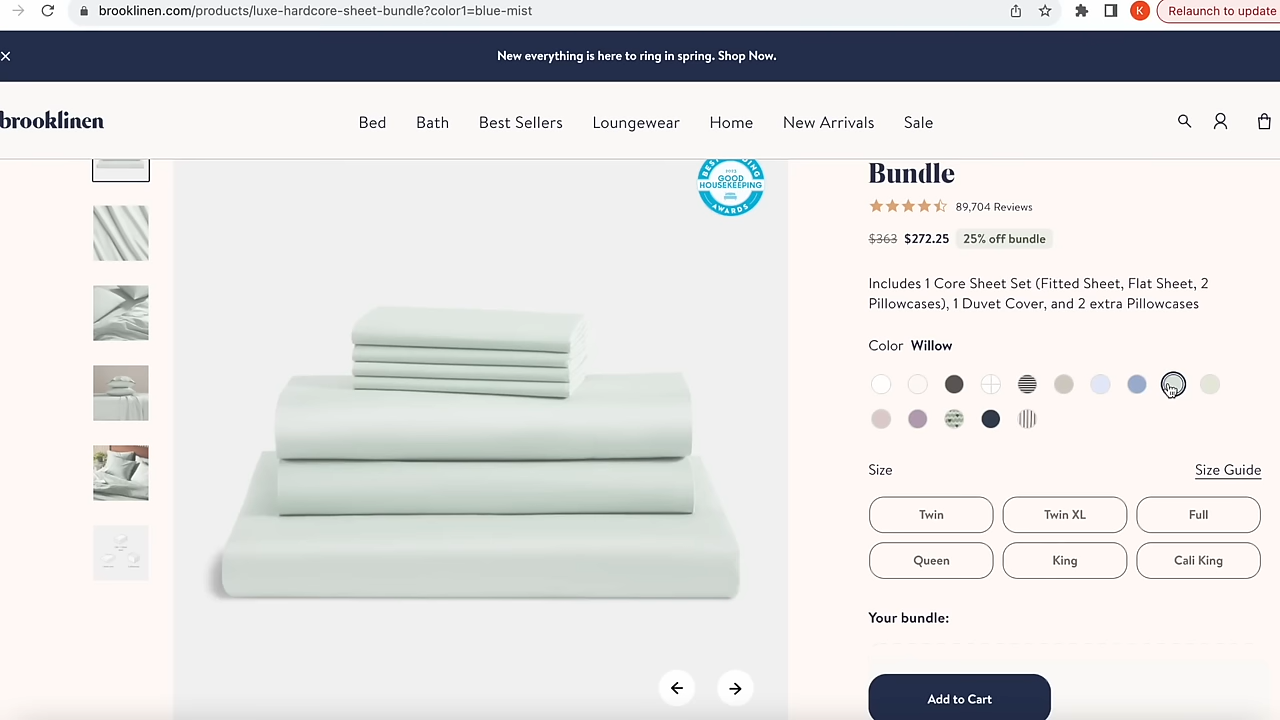 brooklinen.com/products/luxe-hardcore-sheet-bundle?color1=blue-mist
K
Relaunch to update
New everything is here to ring in spring. Shop Now.
brooklinen
Bed
Bath
Best Sellers
Loungewear
Home
New Arrivals
Sale
GOOD
HOUSEKEEPING
AWARDS
Bundle
89,704 Reviews
$363 $272.25 25% off bundle
Includes 1 Core Sheet Set (Fitted Sheet, Flat Sheet, 2
Pillowcases), 1 Duvet Cover, and 2 extra Pillowcases
Color Willow
Size
Size Guide
Twin
Twin XL
Full
Queen
King
Cali King
Your bundle:
Add to Cart